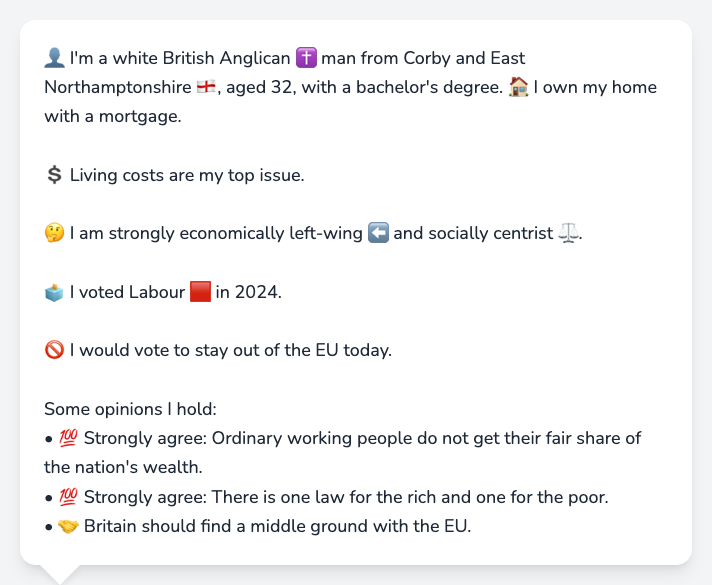 👤 I'm a white British Anglican ✝️ man from Corby and East
Northamptonshire 🏴󠁧󠁢󠁥󠁮󠁧󠁿, aged 32, with a bachelor's degree. 🏠 I own my home
with a mortgage.
💲 Living costs are my top issue.
🤔 I am strongly economically left-wing ⬅️ and socially centrist ⚖️.
🗳️ I voted Labour 🟥 in 2024.
🚫 I would vote to stay out of the EU today.
Some opinions I hold:
• 💯 Strongly agree: Ordinary working people do not get their fair share of
the nation's wealth.
• 💯 Strongly agree: There is one law for the rich and one for the poor.
• 🤝 Britain should find a middle ground with the EU.